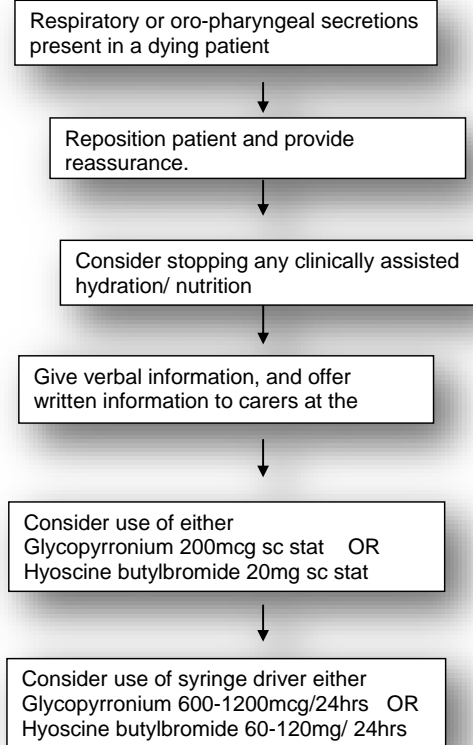 Respiratory or oro-pharyngeal secretions
present in a dying patient
Reposition patient and provide
reassurance.
Consider stopping any clinically assisted
hydration/ nutrition
Give verbal information, and offer
written information to carers at the
Consider use of either
Glycopyrronium 200mcg sc stat OR
Hyoscine butylbromide 20mg sc stat
Consider use of syringe driver either
Glycopyrronium 600-1200mcg/24hrs OR
Hyoscine butylbromide 60-120mg/ 24hrs